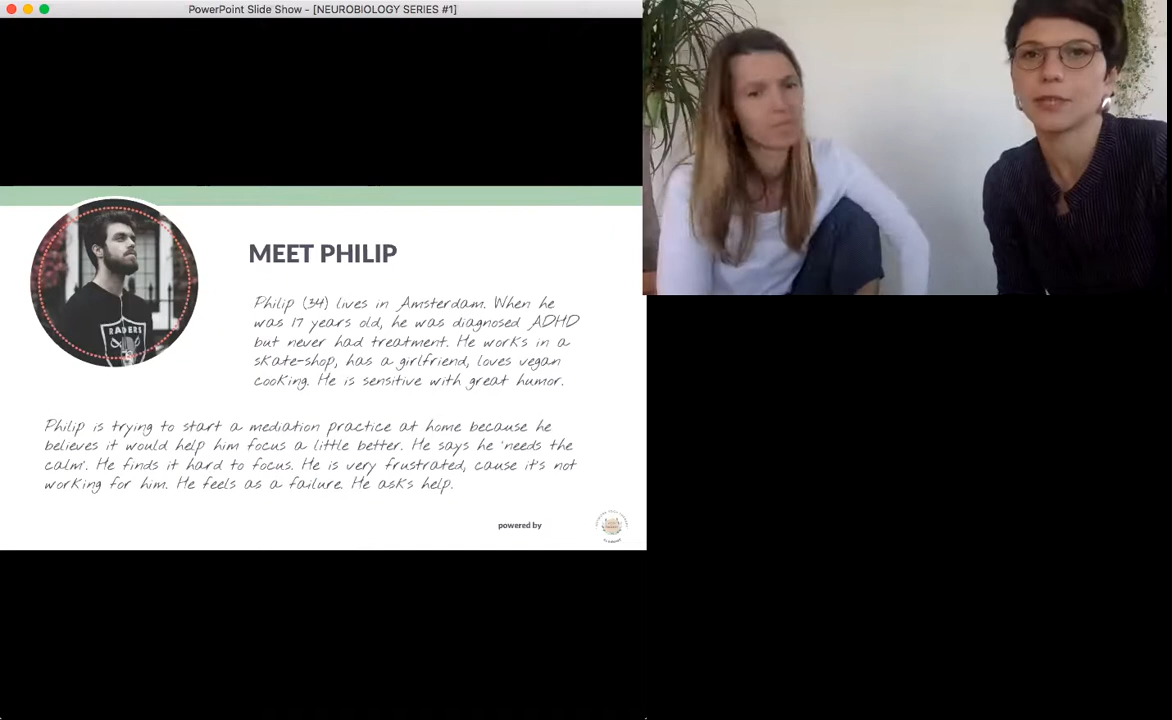 PowerPoint Slide Show - [NEUROBIOLOGY SERIES #1]
MEET PHILIP
Philip (34) lives in Amsterdam. When he
was 17 years old, he was diagnosed ADHD
but never had treatment. He works in a
skate-shop, has a girlfriend, loves vegan
cooking. He is sensitive with great humor.
Philip is trying to start a mediation practice at home because he
believes it would help him focus a little better. He says he 'needs the
calm'. He finds it hard to focus. He is very frustrated, cause it's not
working for him. He feels as a failure. He asks help.
RAIDERS
powered by